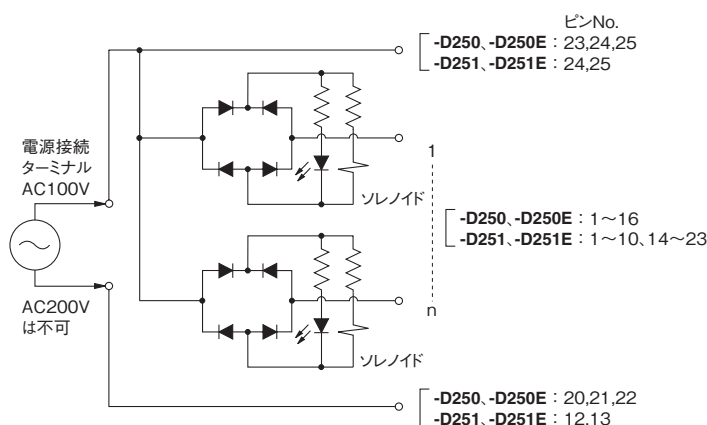 ピンNo.
-D250、-D250E：23,24,25
-D251、-D251E：24,25
電源接続
ターミナル
AC100V
1
ソレノイド
-D250、-D250E：1～16
-D251、-D251E：1～10、14～23
AC200V
は不可
n
ソレノイド
-D250、-D250E：20,21,22
-D251、-D251E：12,13